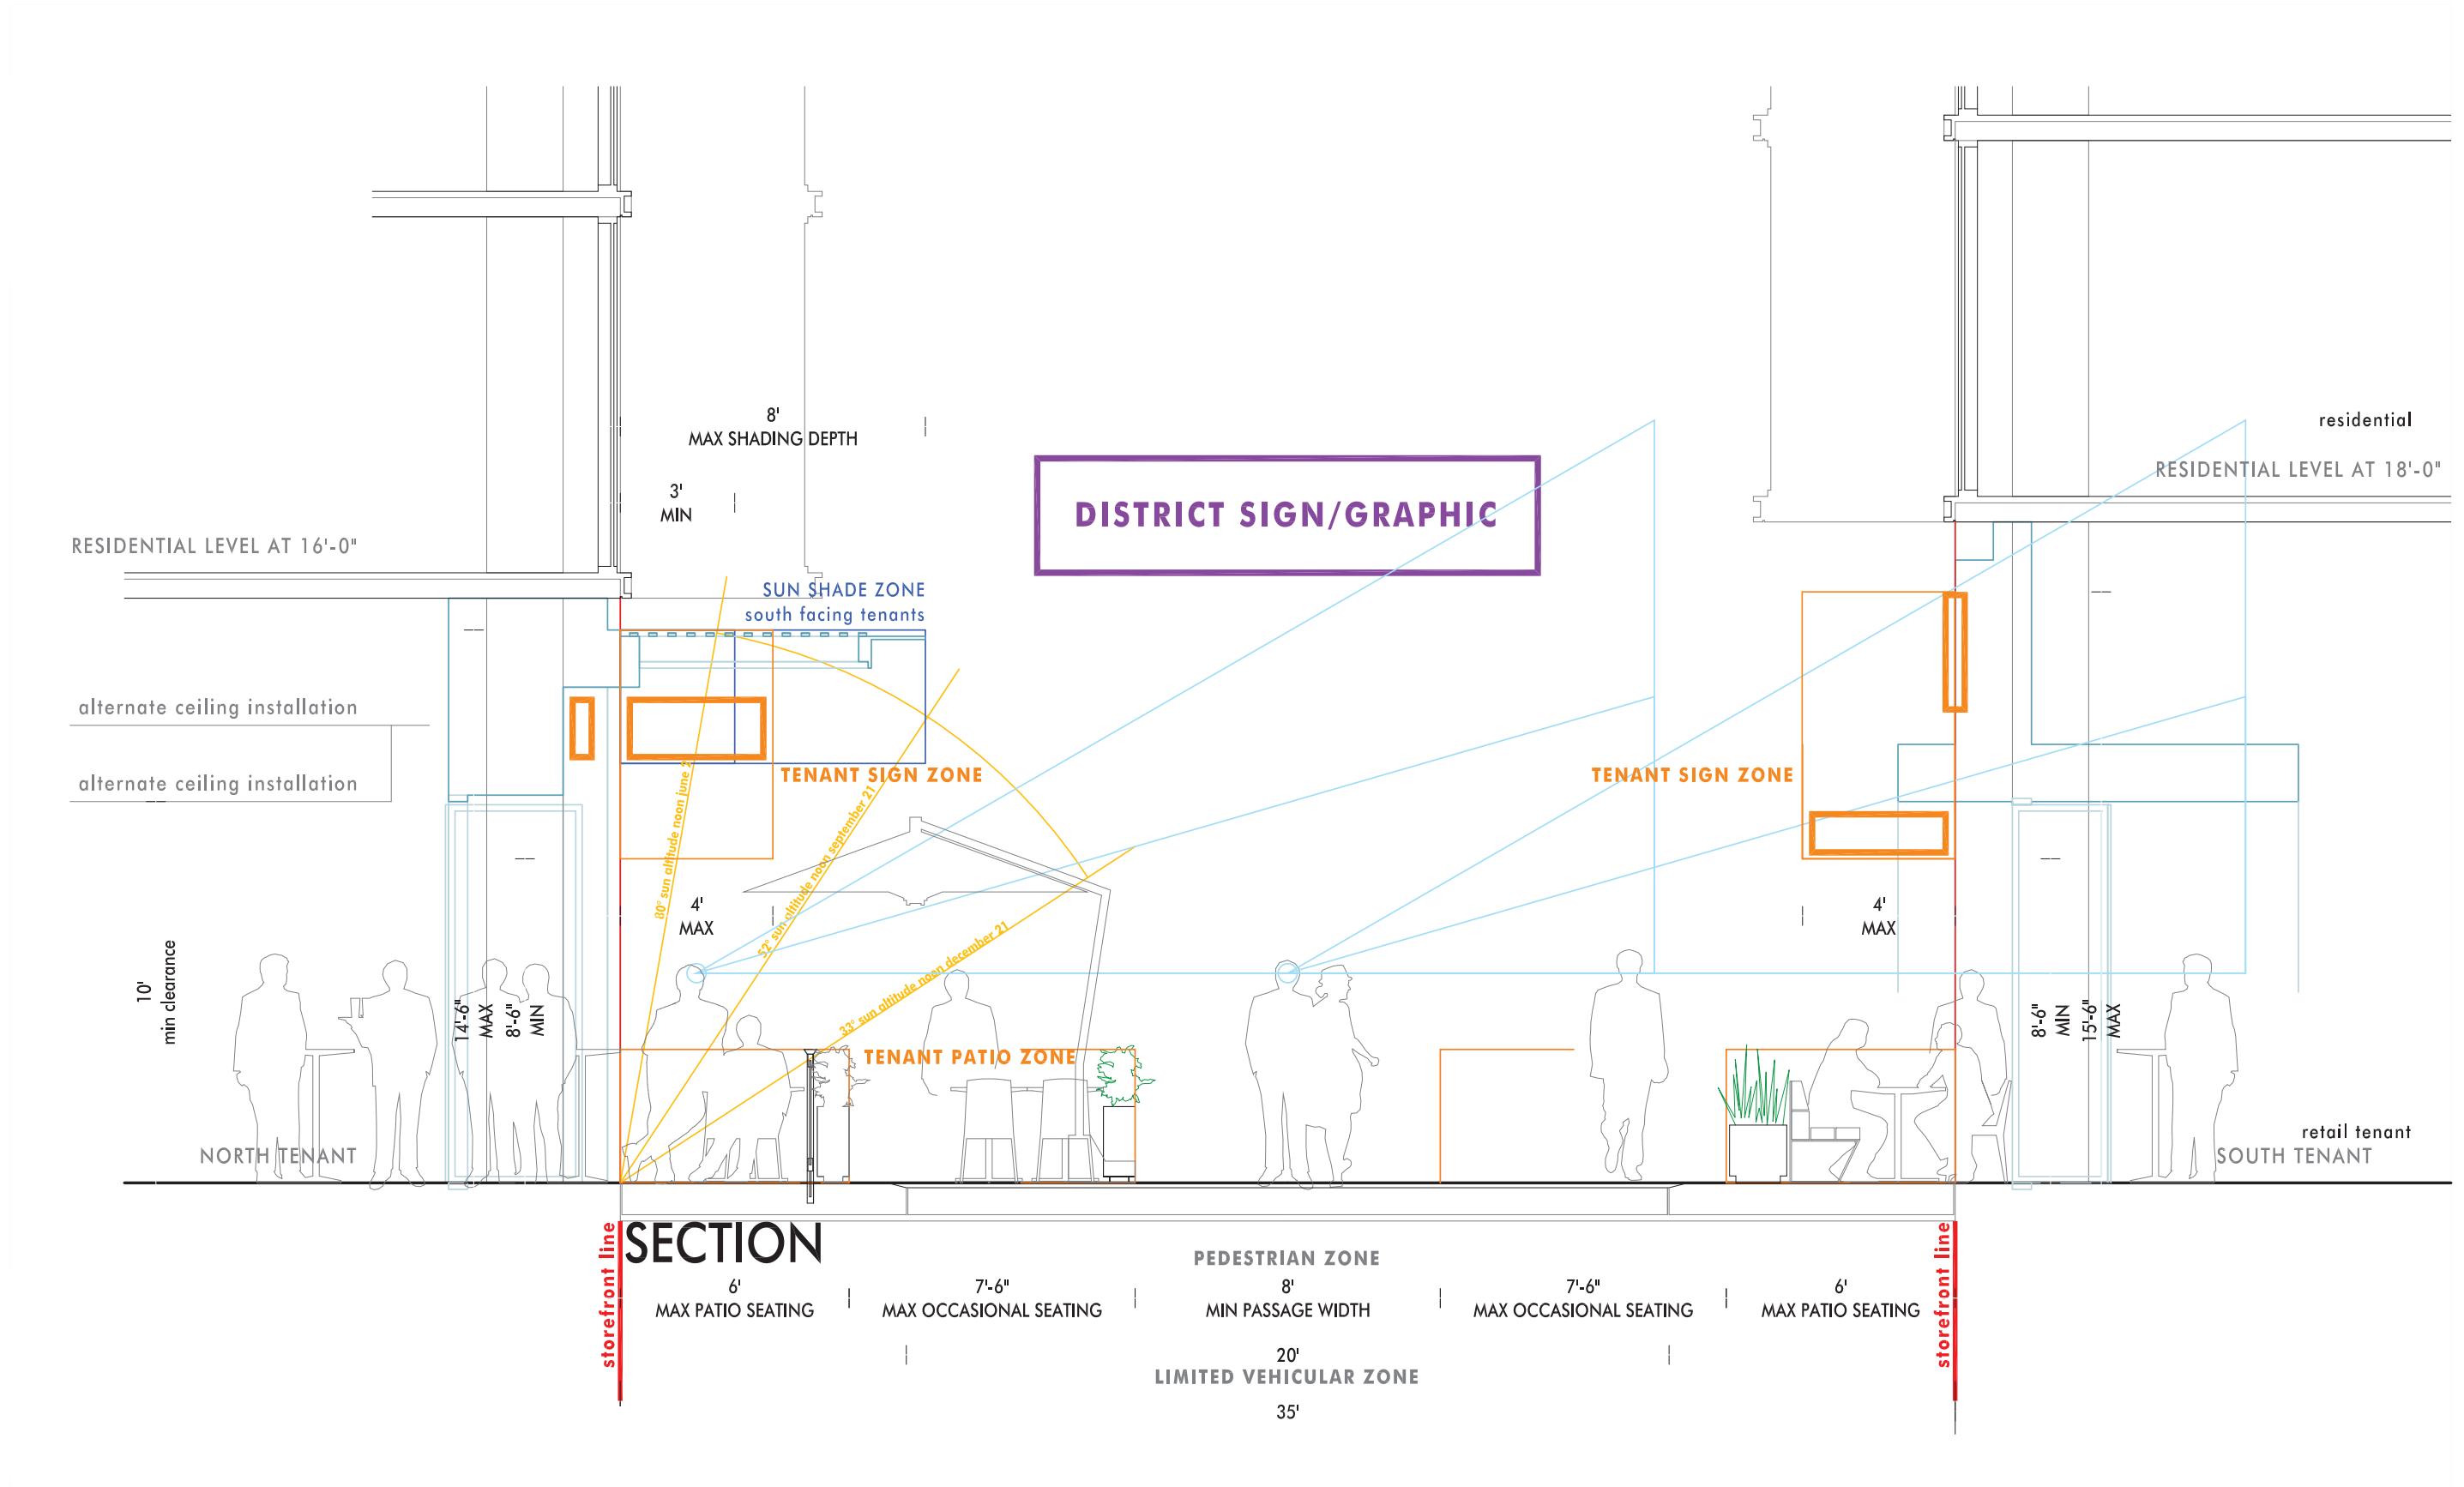 residential
8'
MAX SHADING DEPTH
RESIDENTIAL LEVEL AT 18'-0"
3'
MIN
DISTRICT SIGN/GRAPHIC
RESIDENTIAL LEVEL AT 16'-0"
SUN SHADE ZONE
south facing tenants
alternate ceiling installation
alternate ceiling installation
TENANT SIGN ZONE
TENANT SIGN ZONE
80° sun altitude noon june 2
52° sun altitude noon september 21
33° sun altitude noon december 21
4'
MAX
4'
MAX
10'
min clearance
14'-6"
MAX
8'-6"
MIN
8'-6"
MIN
15'-6"
MAX
TENANT PATIO ZONE
NORTH TENANT
retail tenant
SOUTH TENANT
storefront line
SECTION
storefront line
PEDESTRIAN ZONE
6'
MAX PATIO SEATING
7'-6"
MAX OCCASIONAL SEATING
8'
MIN PASSAGE WIDTH
7'-6"
MAX OCCASIONAL SEATING
6'
MAX PATIO SEATING
20'
LIMITED VEHICULAR ZONE
35'